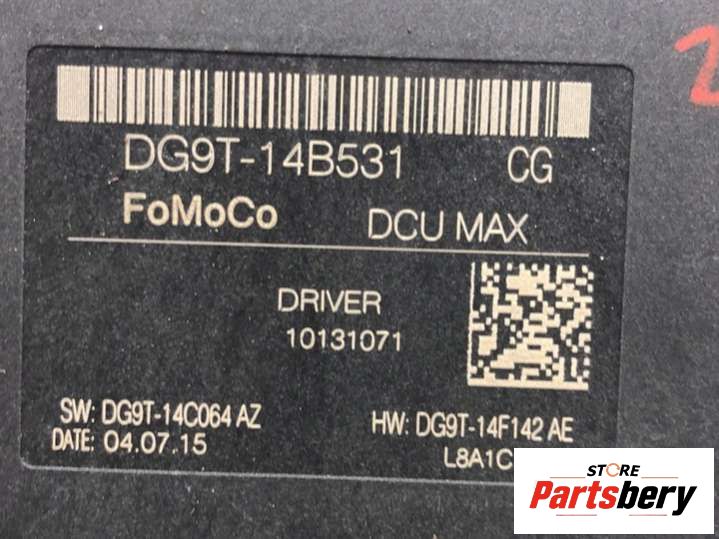 DG9T-14B531 CG
FoMoCo DCU MAX
DRIVER
10131071
SW: DG9T-14C064 AZ HW: DG9T-14F142 AE
DATE: 04.07.15
STORE
Partsbery